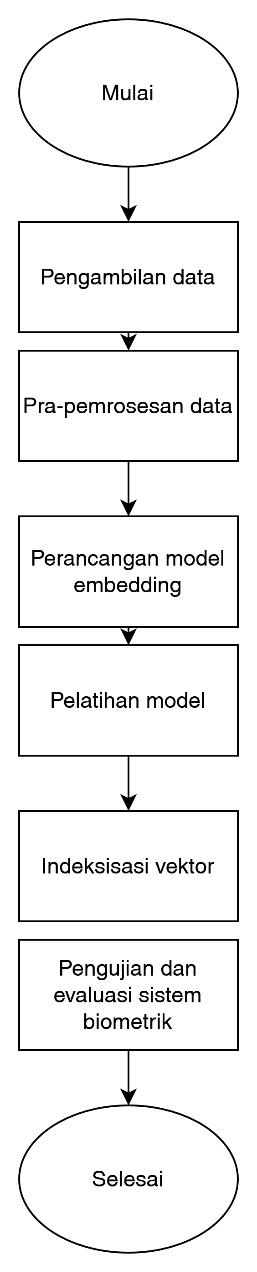 Mulai
Pengambilan data
Pra-pemrosesan data
Perancangan model
embedding
Pelatihan model
Indeksisasi vektor
Pengujian dan
evaluasi sistem
biometrik
Selesai